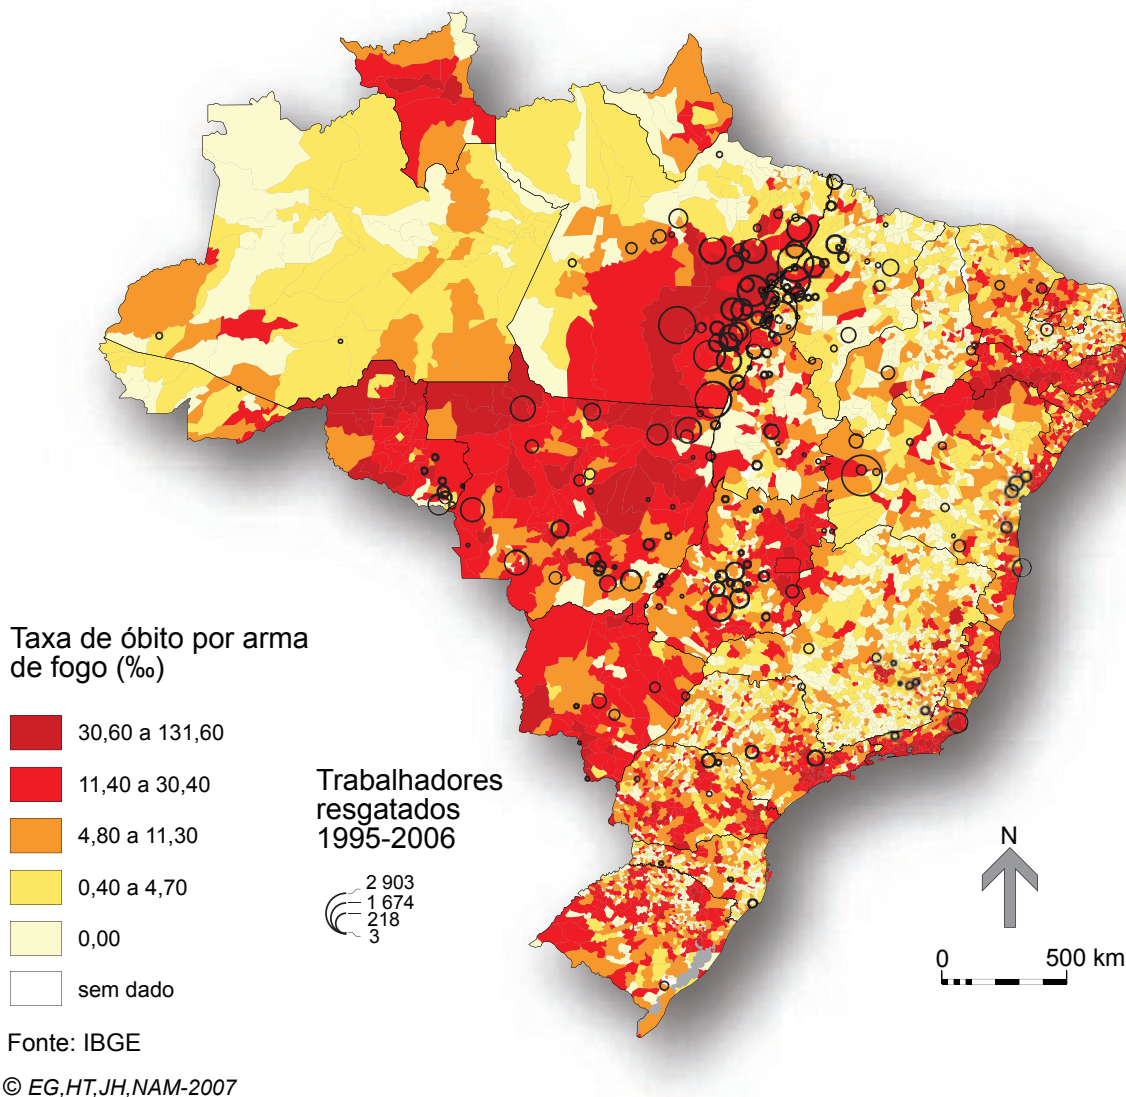 Taxa de óbito por arma
de fogo (‰)
30,60 a 131,60
11,40 a 30,40
4,80 a 11,30
0,40 a 4,70
0,00
sem dado
Fonte: IBGE
© EG,HT,JH,NAM-2007
Trabalhadores
resgatados
1995-2006
2 903
1 674
218
3
N
0 500 km